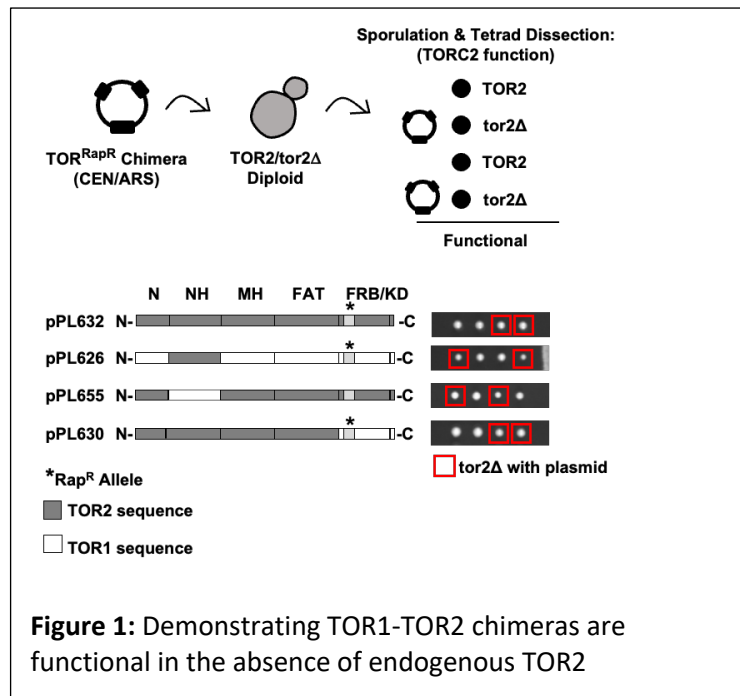 Sporulation & Tetrad Dissection:
(TORC2 function)
TOR2
tor2Δ
TOR2
tor2Δ
Functional
TORRapR Chimera
(CEN/ARS)
TOR2/tor2Δ
Diploid
N NH MH FAT FRB/KD
*
pPL632 N- -C
*
pPL626 N- -C
pPL655 N- -C
*
pPL630 N- -C
*RapR Allele
tor2Δ with plasmid
TOR2 sequence
TOR1 sequence
Figure 1: Demonstrating TOR1-TOR2 chimeras are
functional in the absence of endogenous TOR2